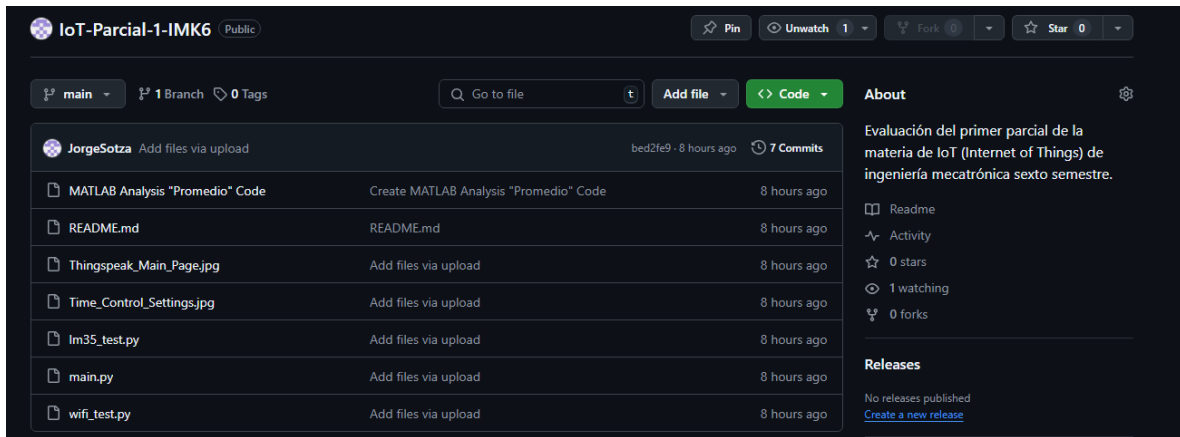 IoT-Parcial-1-IMK6 Public Pin Unwatch 1 Fork 0 Star 0
main 1 Branch 0 Tags Go to file t Add file Code
JorgeSotza Add files via upload bed2fe9 · 8 hours ago 7 Commits
MATLAB Analysis "Promedio" Code Create MATLAB Analysis "Promedio" Code 8 hours ago
README.md README.md 8 hours ago
Thingspeak_Main_Page.jpg Add files via upload 8 hours ago
Time_Control_Settings.jpg Add files via upload 8 hours ago
lm35_test.py Add files via upload 8 hours ago
main.py Add files via upload 8 hours ago
wifi_test.py Add files via upload 8 hours ago
About
Evaluación del primer parcial de la
materia de IoT (Internet of Things) de
ingeniería mecatrónica sexto semestre.
Readme
Activity
0 stars
1 watching
0 forks
Releases
No releases published
Create a new release